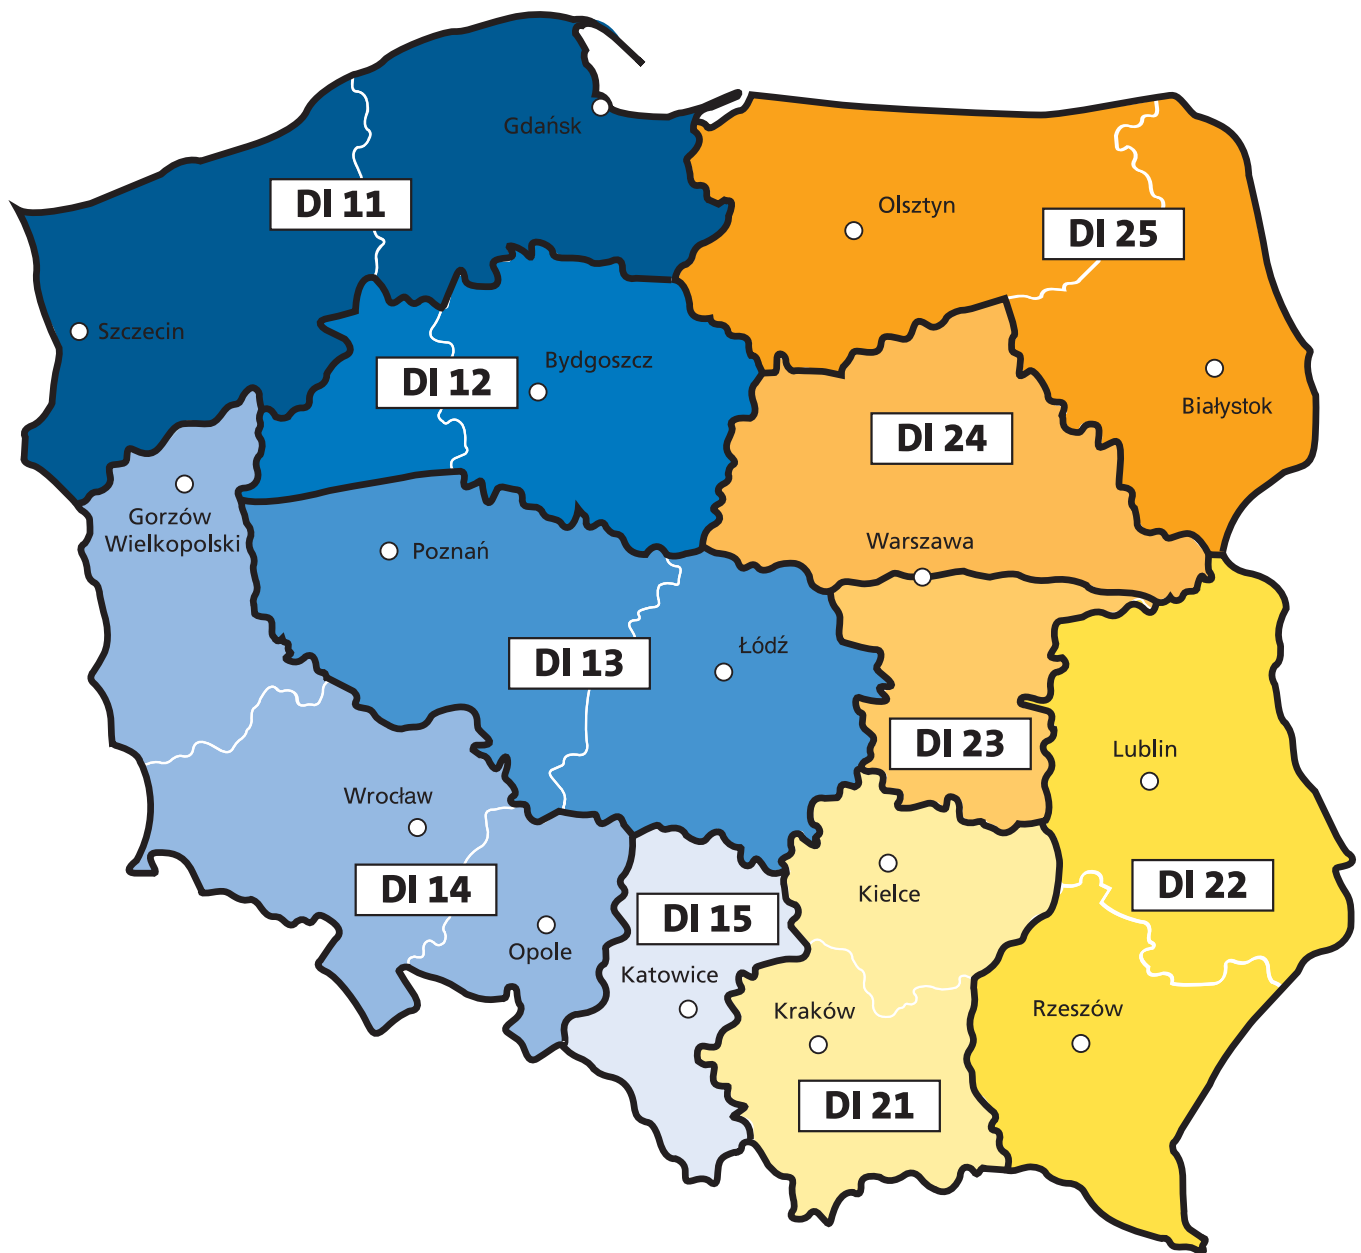 Gdańsk
DI 11
Olsztyn
DI 25
Szczecin
Bydgoszcz
DI 12
Białystok
DI 24
Gorzów
Wielkopolski
Poznań
Warszawa
Łódź
DI 13
DI 23
Lublin
Wrocław
DI 14
Kielce
DI 22
DI 15
Opole
Katowice
Kraków
Rzeszów
DI 21